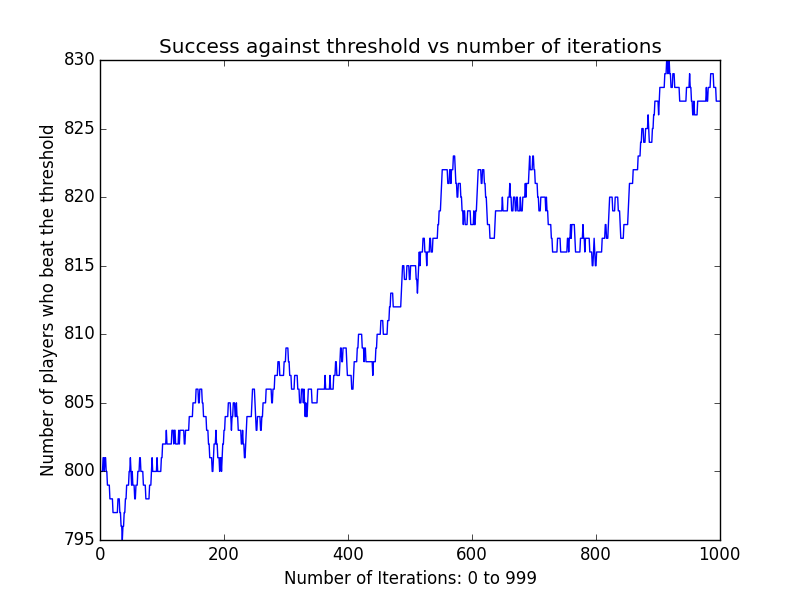 Success against threshold vs number of iterations
830
825
820
815
810
805
800
795
Number of players who beat the threshold
0 200 400 600 800 1000
Number of Iterations: 0 to 999